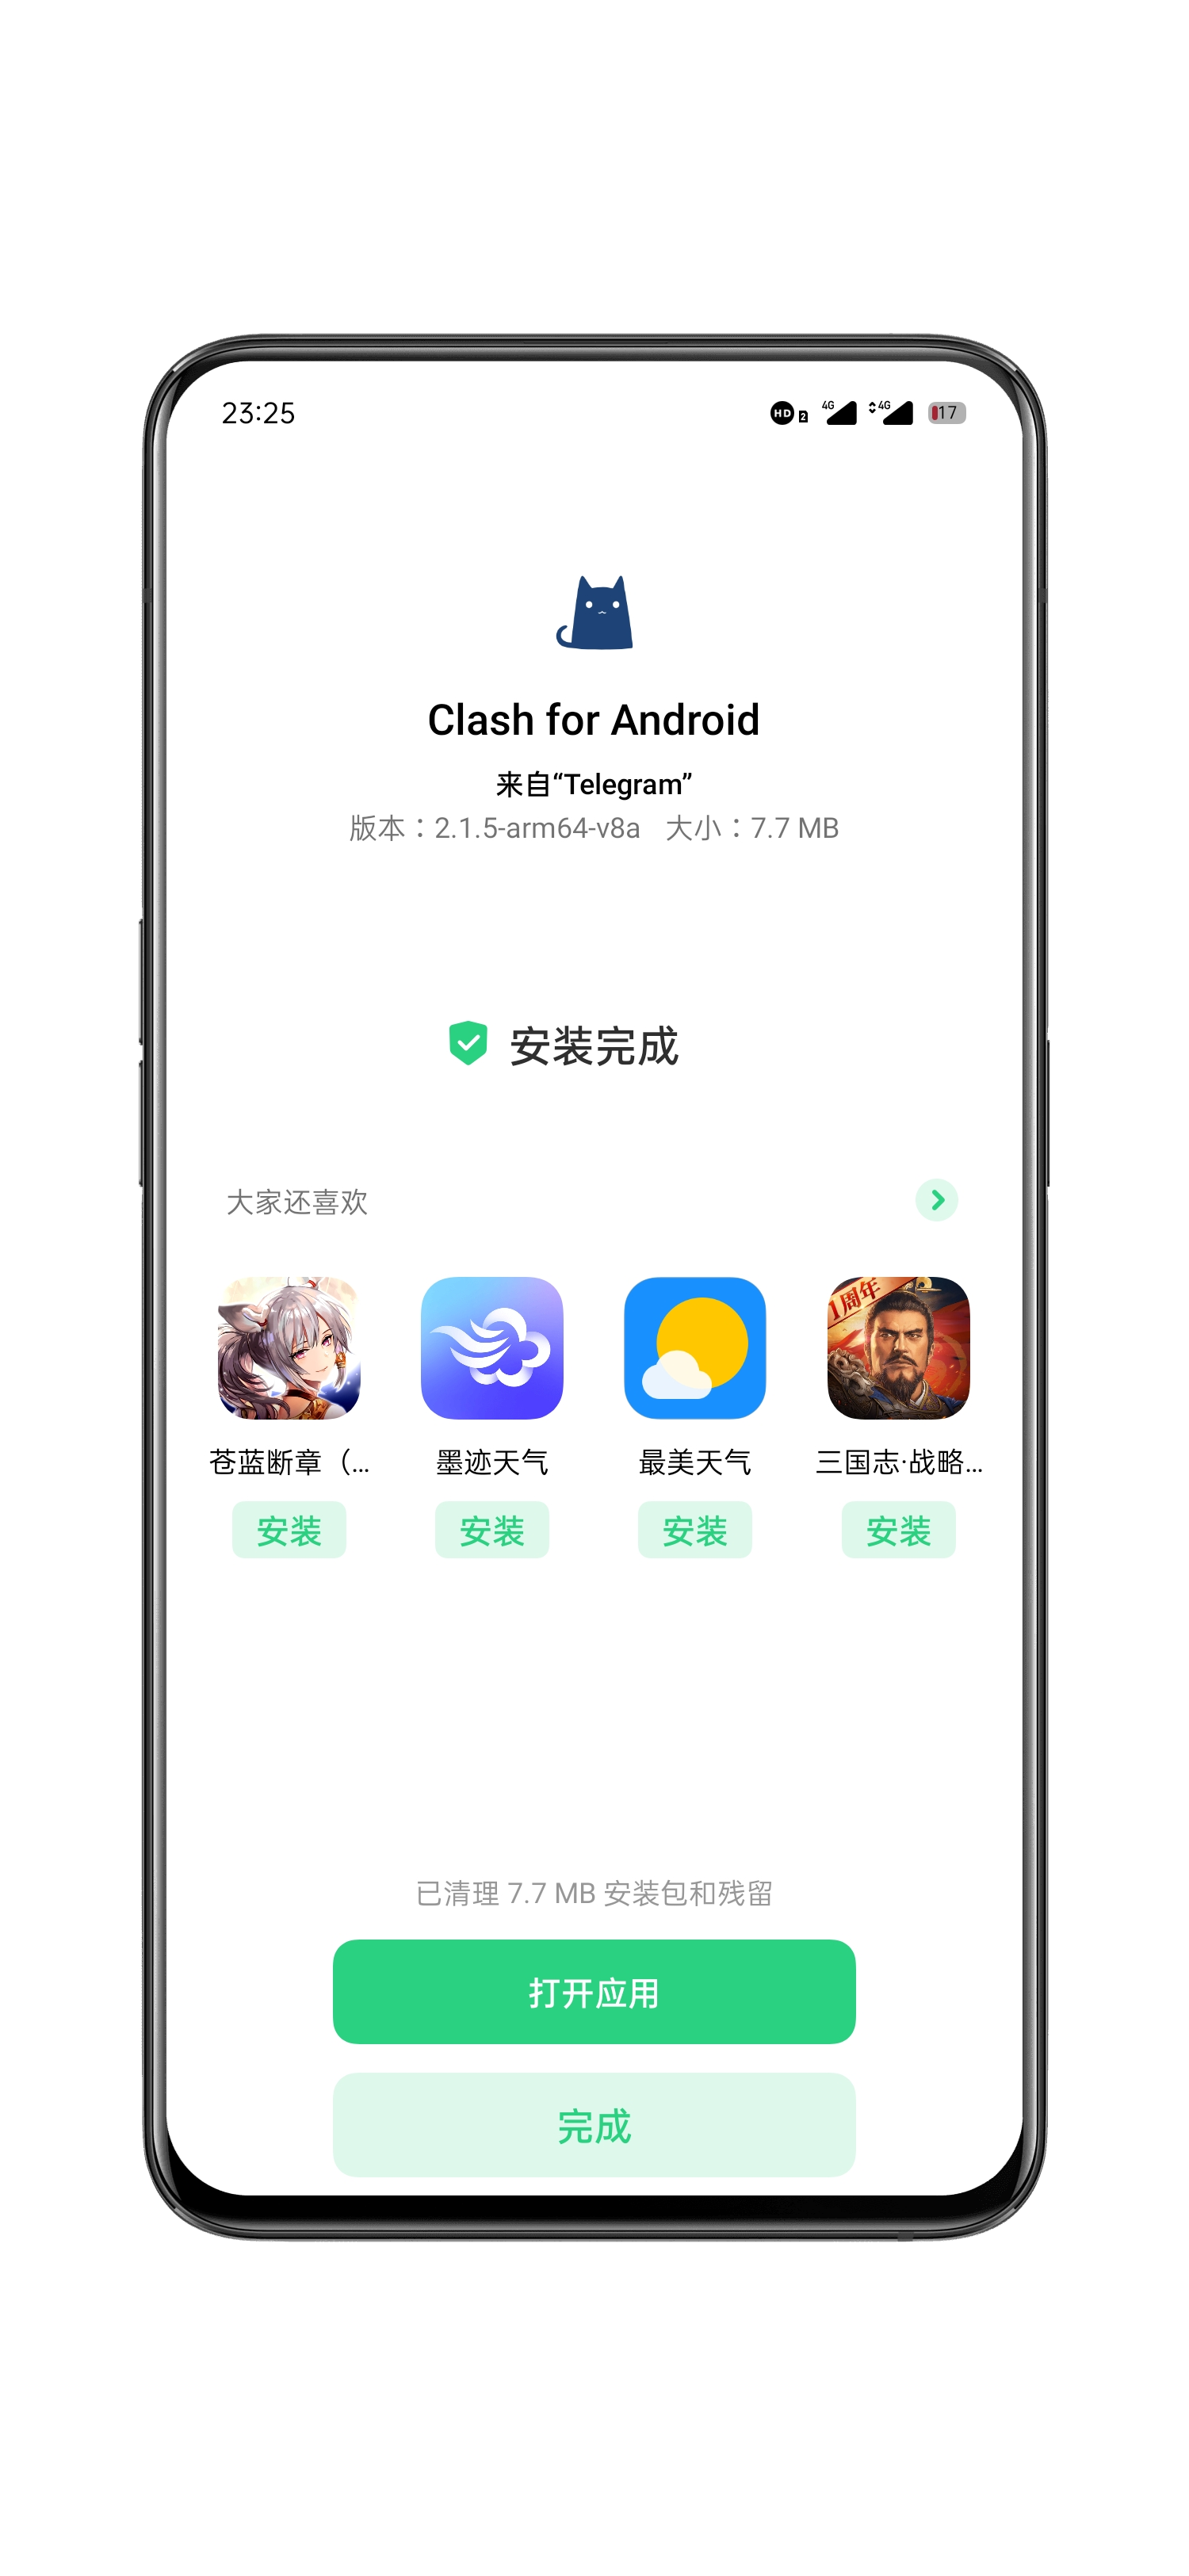 23:25
HD 2 4G 4G 17
Clash for Android
来自“Telegram”
版本：2.1.5-arm64-v8a 大小：7.7 MB
安装完成
大家还喜欢
1周年
苍蓝断章（... 墨迹天气 最美天气 三国志·战略...
安装 安装 安装 安装
已清理 7.7 MB 安装包和残留
打开应用
完成